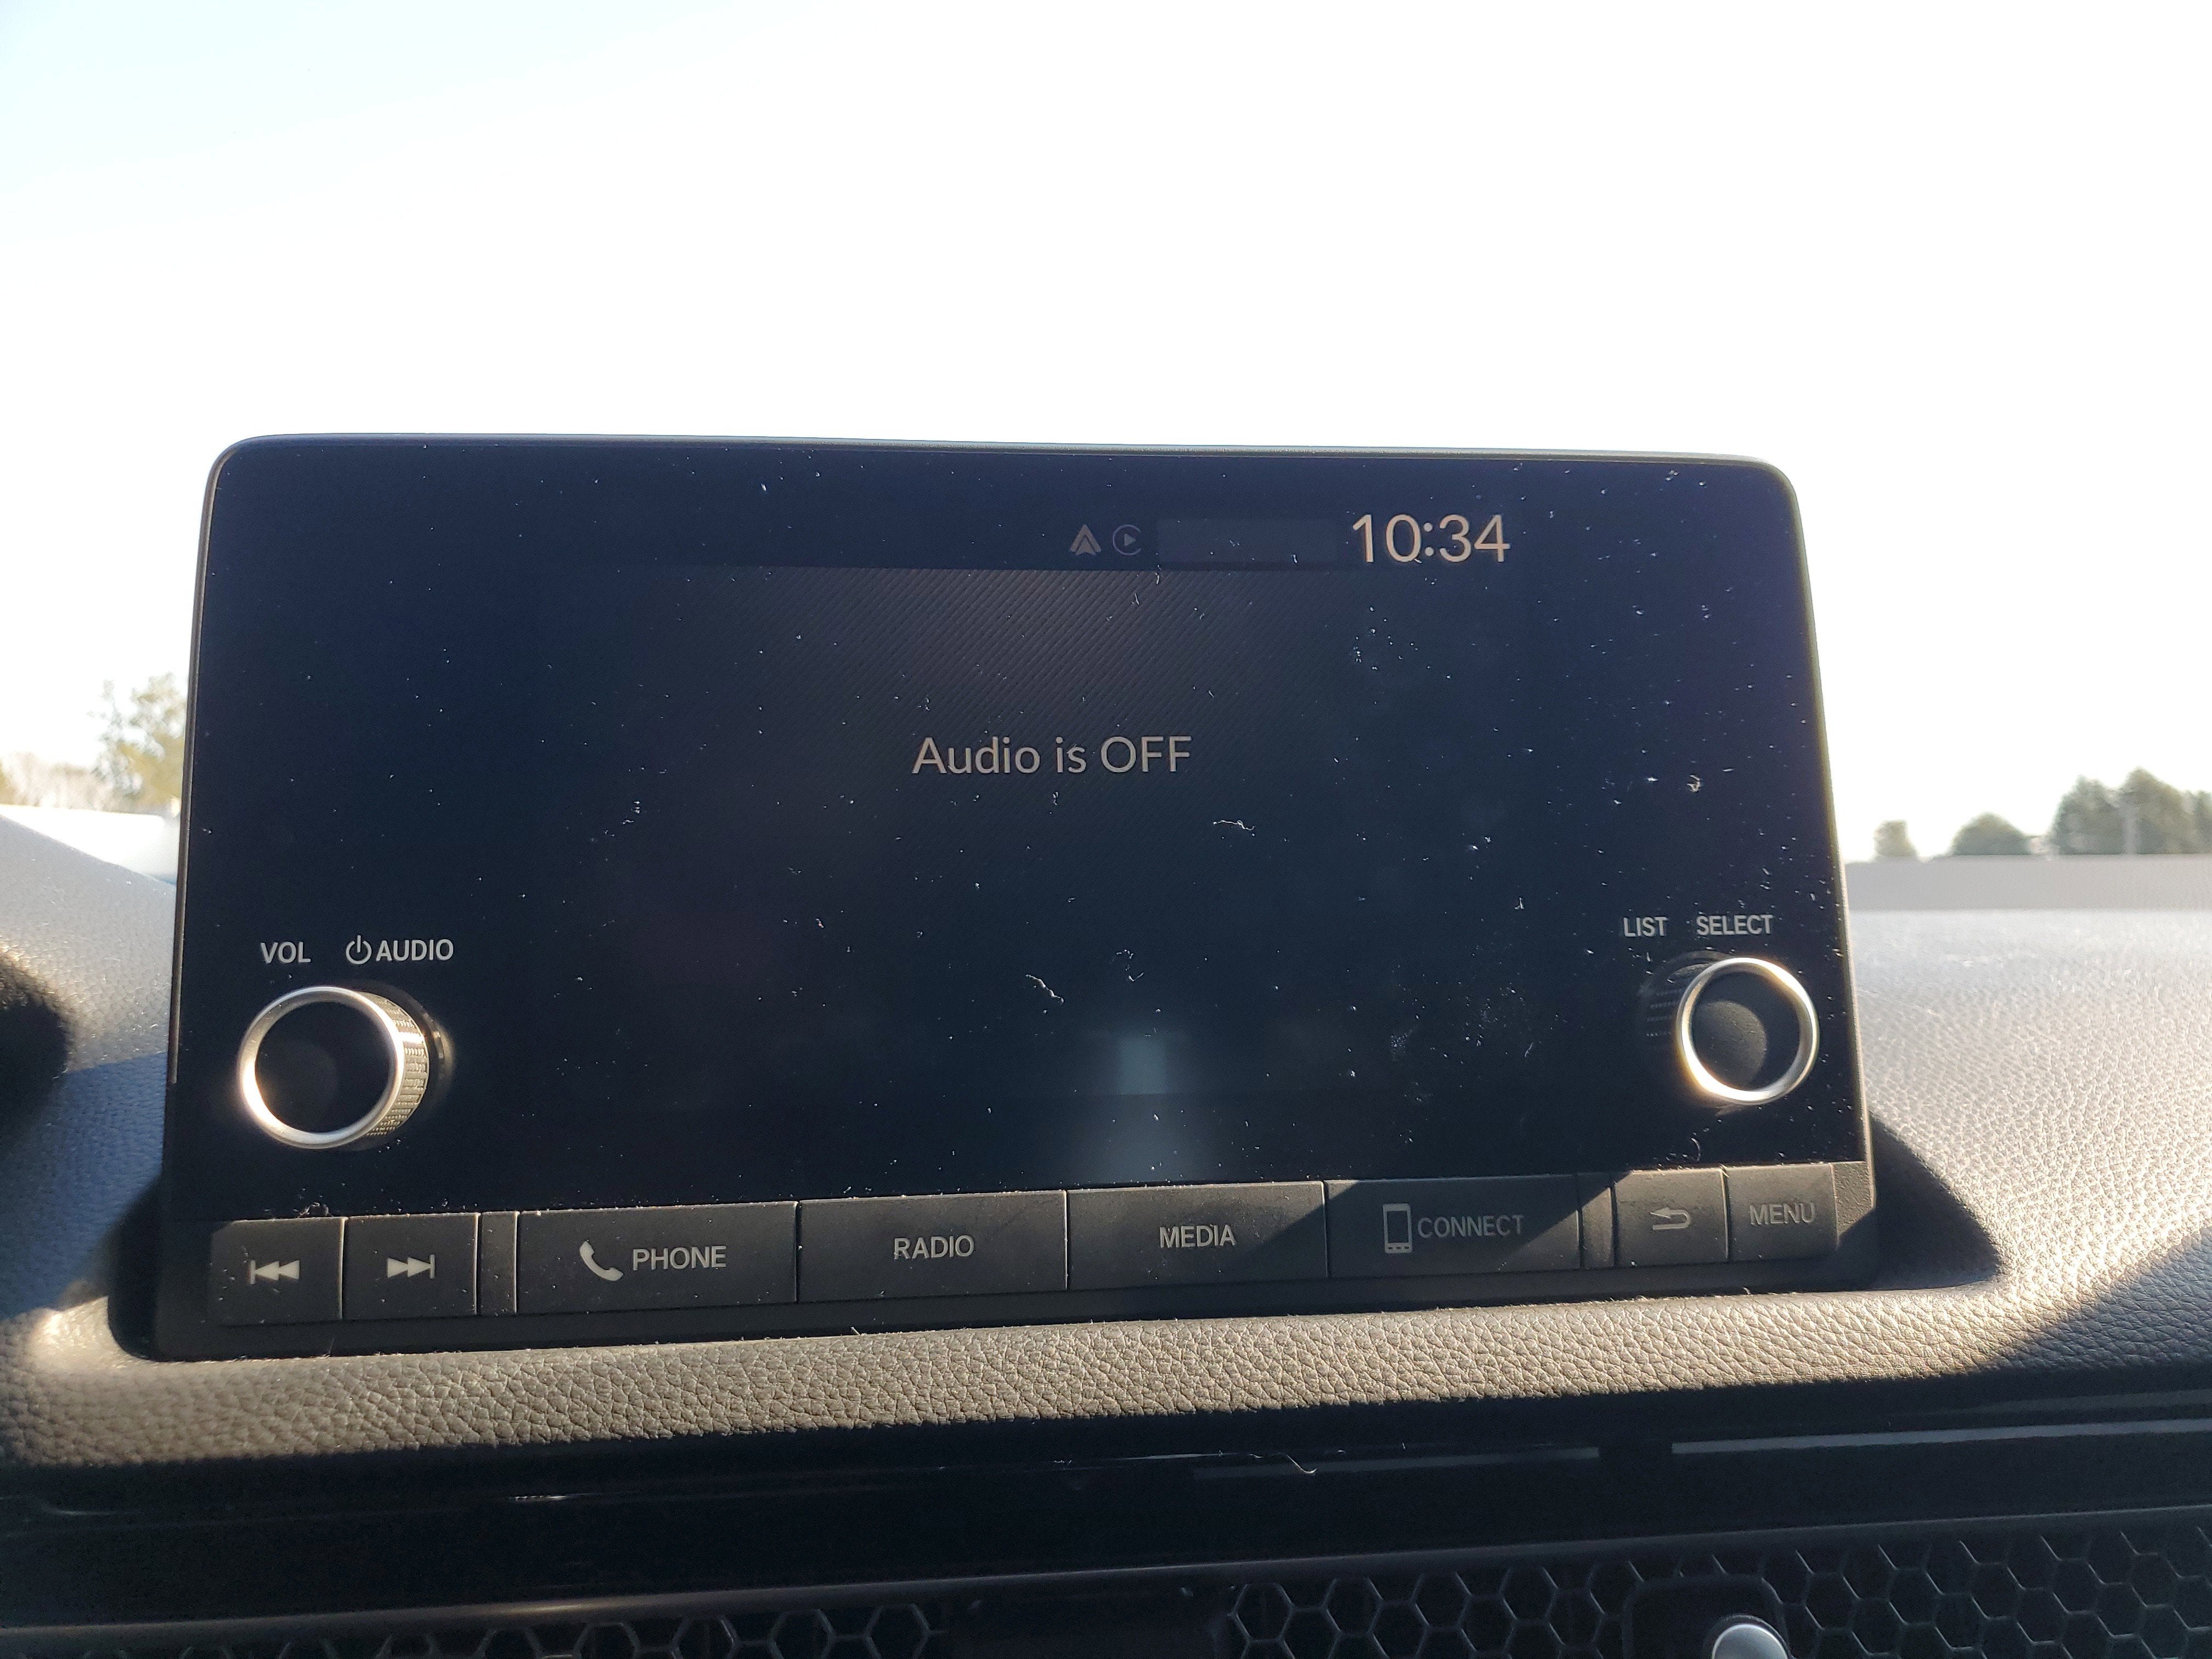 10:34
Audio is OFF
VOL AUDIO
LIST SELECT
PHONE RADIO MEDIA CONNECT MENU